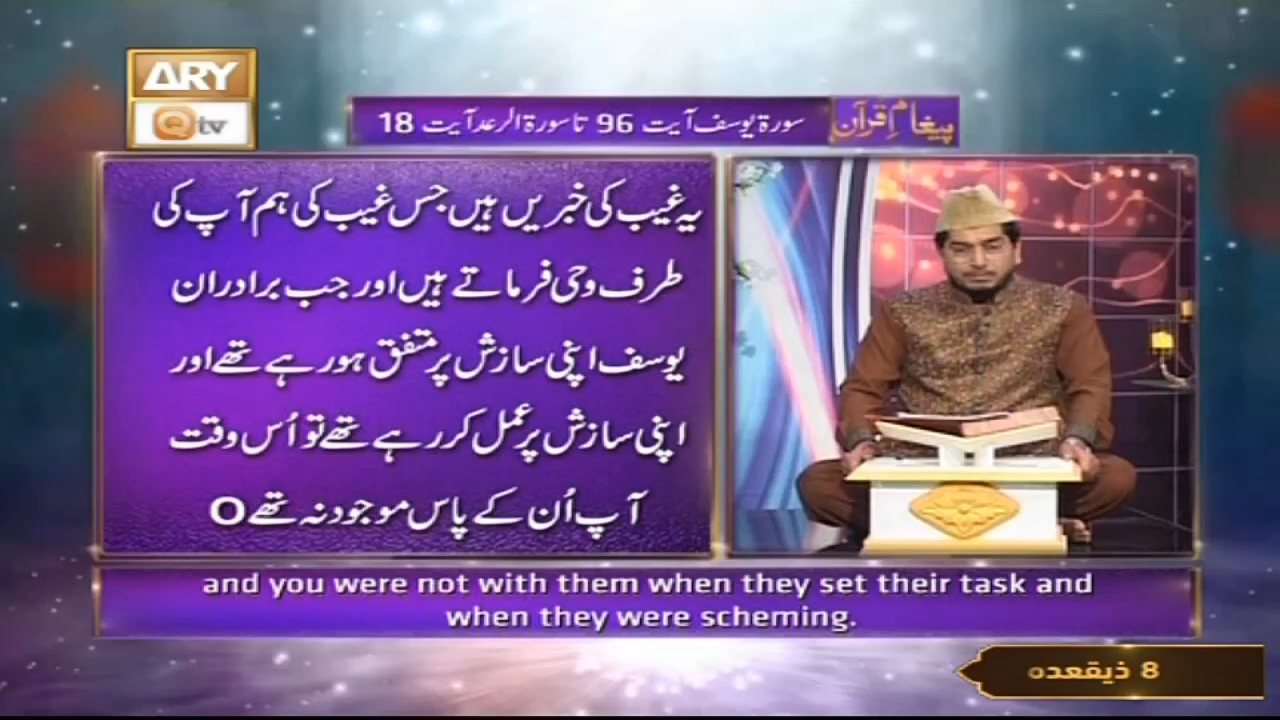 ARY
Qtv
پیغامِ قرآن
سورۃ یوسف آیت 96 تا سورۃ الرعد آیت 18
یہ غیب کی خبریں ہیں جس غیب کی ہم آپ کی
طرف وحی فرماتے ہیں اور جب برادران
یوسف اپنی سازش پر متفق ہو رہے تھے اور
اپنی سازش پر عمل کر رہے تھے تو اُس وقت
آپ اُن کے پاس موجود نہ تھے O
and you were not with them when they set their task and
when they were scheming.
8 ذیقعدہ